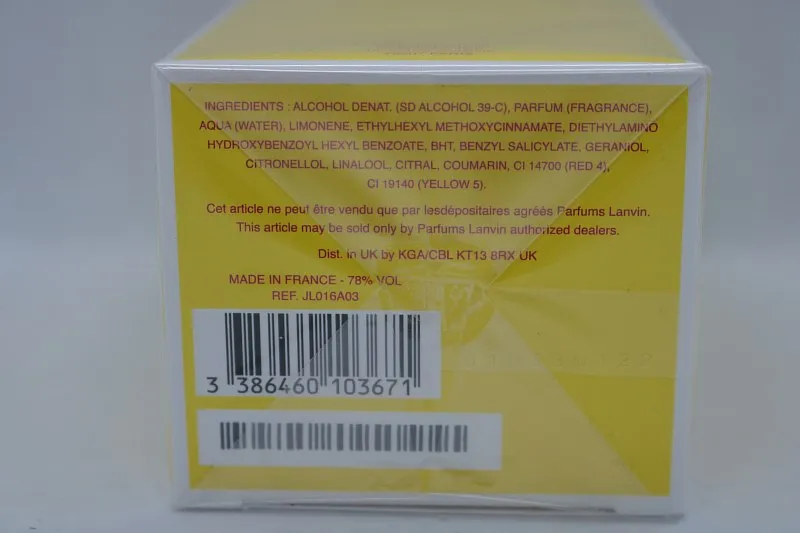 INGREDIENTS : ALCOHOL DENAT. (SD ALCOHOL 39-C), PARFUM (FRAGRANCE),
AQUA (WATER), LIMONENE, ETHYLHEXYL METHOXYCINNAMATE, DIETHYLAMINO
HYDROXYBENZOYL HEXYL BENZOATE, BHT, BENZYL SALICYLATE, GERANIOL,
CITRONELLOL, LINALOOL, CITRAL, COUMARIN, CI 14700 (RED 4),
CI 19140 (YELLOW 5).
Cet article ne peut être vendu que par lesdépositaires agréés Parfums Lanvin.
This article may be sold only by Parfums Lanvin authorized dealers.
Dist. in UK by KGA/CBL KT13 8RX UK
MADE IN FRANCE - 78% VOL
REF. JL016A03
3 386460 103671